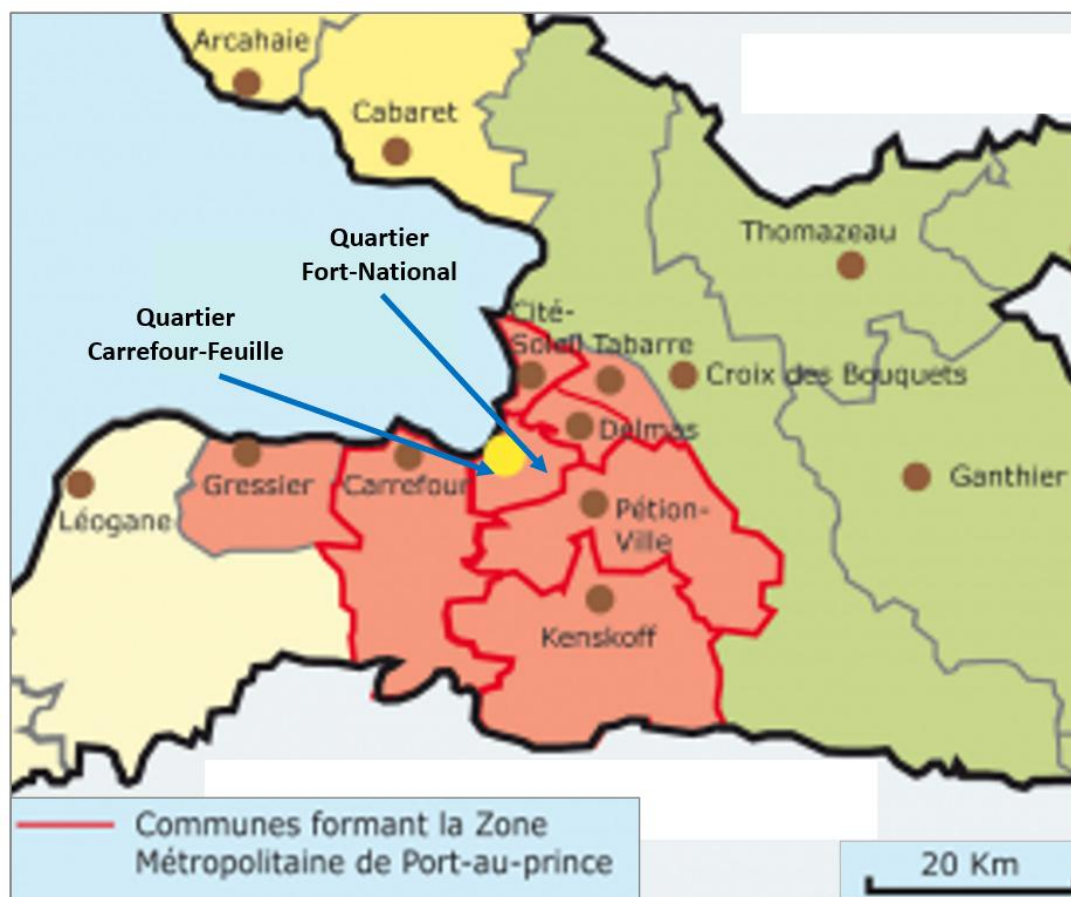 Arcahaie
Cabaret
Quartier
Fort-National
Thomazeau
Quartier
Carrefour-Feuille
Cité-
Soleil
Tabarre
Croix des Bouquets
Delmas
Ganthier
Gressier
Carrefour
Léogane
Pétion-
Ville
Kenskoff
Communes formant la Zone
Métropolitaine de Port-au-prince
20 Km